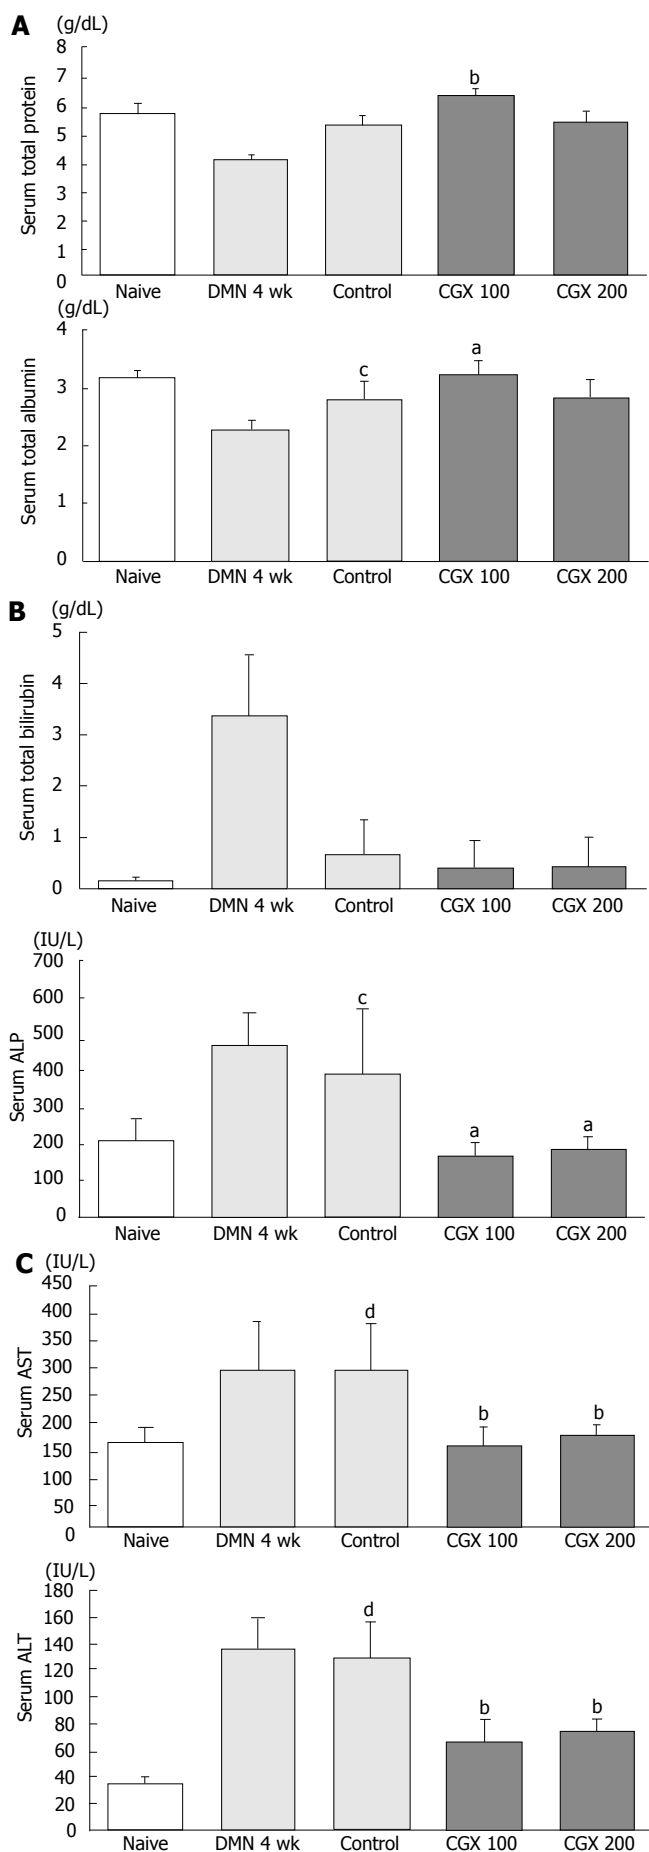 A
(g/dL)
Serum total protein
8
7
6
5
4
3
2
1
0
b
Naive DMN 4 wk Control CGX 100 CGX 200
(g/dL)
Serum total albumin
4
3
2
1
0
c a
Naive DMN 4 wk Control CGX 100 CGX 200
B
(g/dL)
Serum total bilirubin
5
4
3
2
1
0
Naive DMN 4 wk Control CGX 100 CGX 200
(IU/L)
Serum ALP
700
600
500
400
300
200
100
0
c a a
Naive DMN 4 wk Control CGX 100 CGX 200
C
(IU/L)
Serum AST
450
400
350
300
250
200
150
100
50
0
d b b
Naive DMN 4 wk Control CGX 100 CGX 200
(IU/L)
Serum ALT
180
160
140
120
100
80
60
40
20
0
d b b
Naive DMN 4 wk Control CGX 100 CGX 200